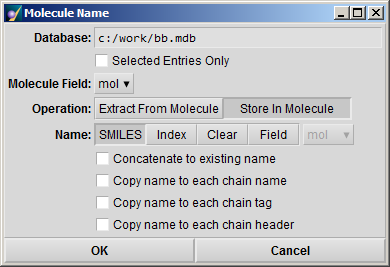 Molecule Name
Database: c:/work/bb.mdb
Selected Entries Only
Molecule Field: mol
Operation: Extract From Molecule Store In Molecule
Name: SMILES Index Clear Field mol
Concatenate to existing name
Copy name to each chain name
Copy name to each chain tag
Copy name to each chain header
OK Cancel